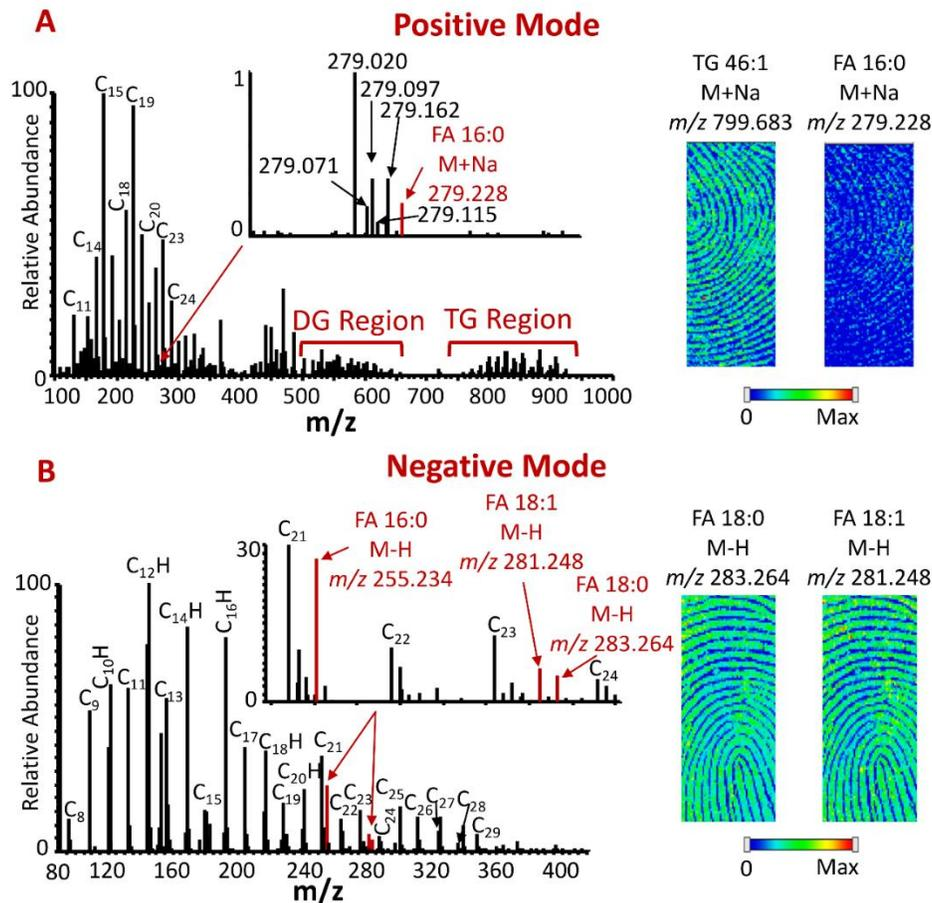 A
Positive Mode
Relative Abundance
100
0
C₁₁
C₁₄
C₁₅
C₁₈
C₁₉
C₂₀
C₂₃
C₂₄
1
0
279.020
279.097
279.162
279.071
279.115
FA 16:0
M+Na
279.228
DG Region
TG Region
100 200 300 400 500 600 700 800 900 1000
m/z
TG 46:1
M+Na
m/z 799.683
FA 16:0
M+Na
m/z 279.228
0 Max
B
Negative Mode
Relative Abundance
100
0
C₈
C₉
C₁₀H
C₁₁
C₁₂H
C₁₃
C₁₄H
C₁₅
C₁₆H
C₁₇
C₁₈H
C₁₉
C₂₀H
C₂₁
C₂₂
C₂₃
C₂₄
C₂₅
C₂₆
C₂₇
C₂₈
C₂₉
30
0
C₂₁
FA 16:0
M-H
m/z 255.234
C₂₂
C₂₃
FA 18:1
M-H
m/z 281.248
FA 18:0
M-H
m/z 283.264
C₂₄
80 120 160 200 240 280 320 360 400
m/z
FA 18:0
M-H
m/z 283.264
FA 18:1
M-H
m/z 281.248
0 Max